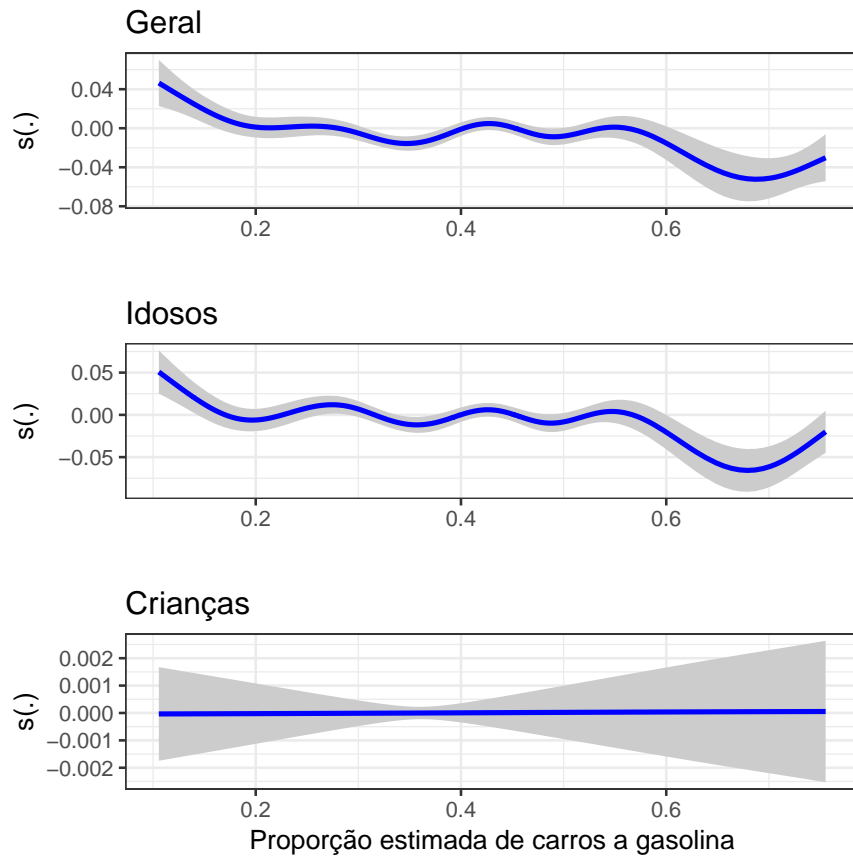 Geral
s(.)
0.04
0.00
−0.04
−0.08
0.2 0.4 0.6
Idosos
s(.)
0.05
0.00
−0.05
0.2 0.4 0.6
Crianças
s(.)
0.002
0.001
0.000
−0.001
−0.002
0.2 0.4 0.6
Proporção estimada de carros a gasolina